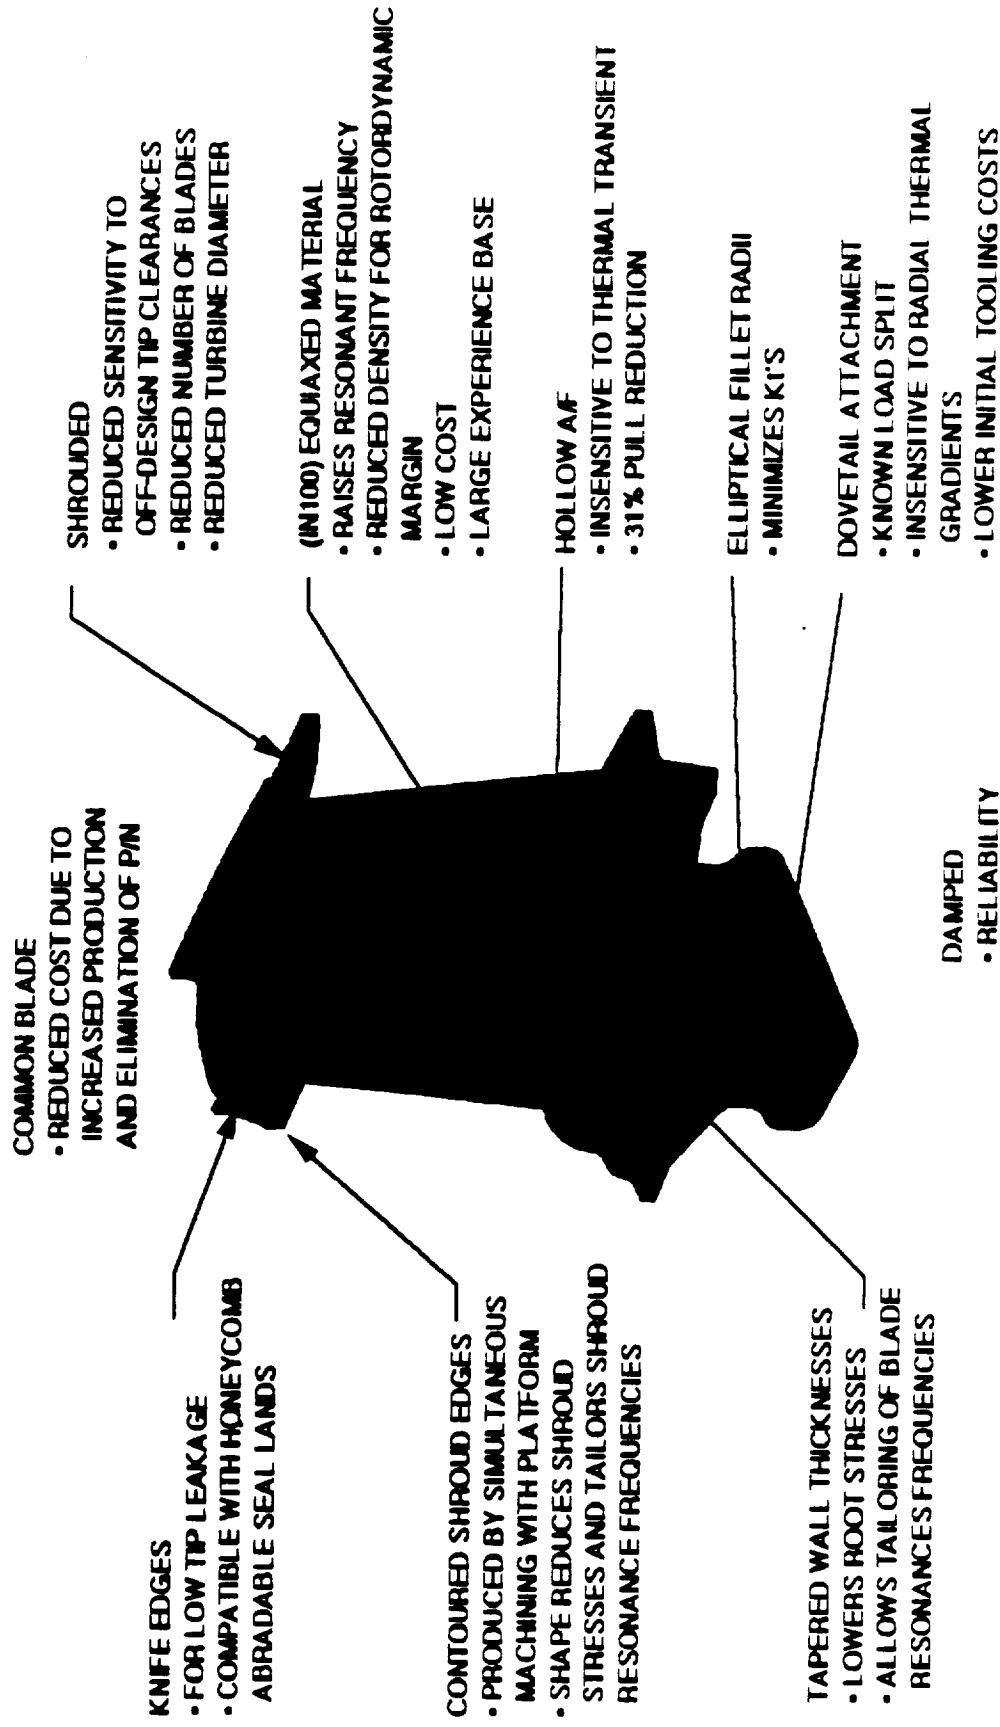 COMMON BLADE
• REDUCED COST DUE TO
INCREASED PRODUCTION
AND ELIMINATION OF P/N
KNIFE EDGES
• FOR LOW TIP LEAKAGE
• COMPATIBLE WITH HONEYCOMB
ABRADABLE SEAL LANDS
CONTOURED SHROUD EDGES
• PRODUCED BY SIMULTANEOUS
MACHINING WITH PLATFORM
• SHAPE REDUCES SHROUD
STRESSES AND TAILORS SHROUD
RESONANCE FREQUENCIES
TAPERED WALL THICKNESSES
• LOWERS ROOT STRESSES
• ALLOWS TAILORING OF BLADE
RESONANCES FREQUENCIES
SHROUDED
• REDUCED SENSITIVITY TO
OFF-DESIGN TIP CLEARANCES
• REDUCED NUMBER OF BLADES
• REDUCED TURBINE DIAMETER
(IN100) EQUIAXED MATERIAL
• RAISES RESONANT FREQUENCY
• REDUCED DENSITY FOR ROTORDYNAMIC
MARGIN
• LOW COST
• LARGE EXPERIENCE BASE
HOLLOW A/F
• INSENSITIVE TO THERMAL TRANSIENT
• 31% PULL REDUCTION
ELLIPTICAL FILLET RADII
• MINIMIZES Kt'S
DOVETAIL ATTACHMENT
• KNOWN LOAD SPLIT
• INSENSITIVE TO RADIAL THERMAL
GRADIENTS
• LOWER INITIAL TOOLING COSTS
DAMPED
• RELIABILITY